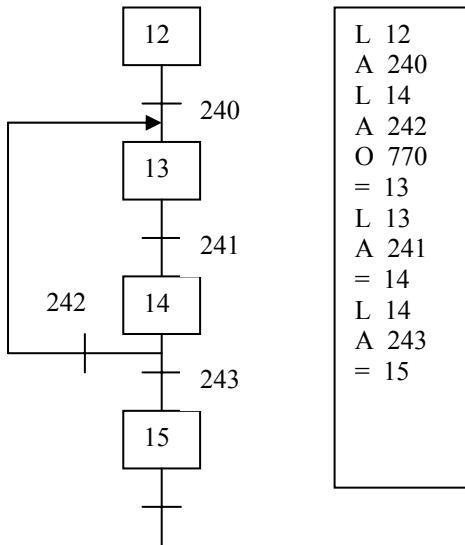 12
240
13
241
14
242
243
15
L 12
A 240
L 14
A 242
O 770
= 13
L 13
A 241
= 14
L 14
A 243
= 15